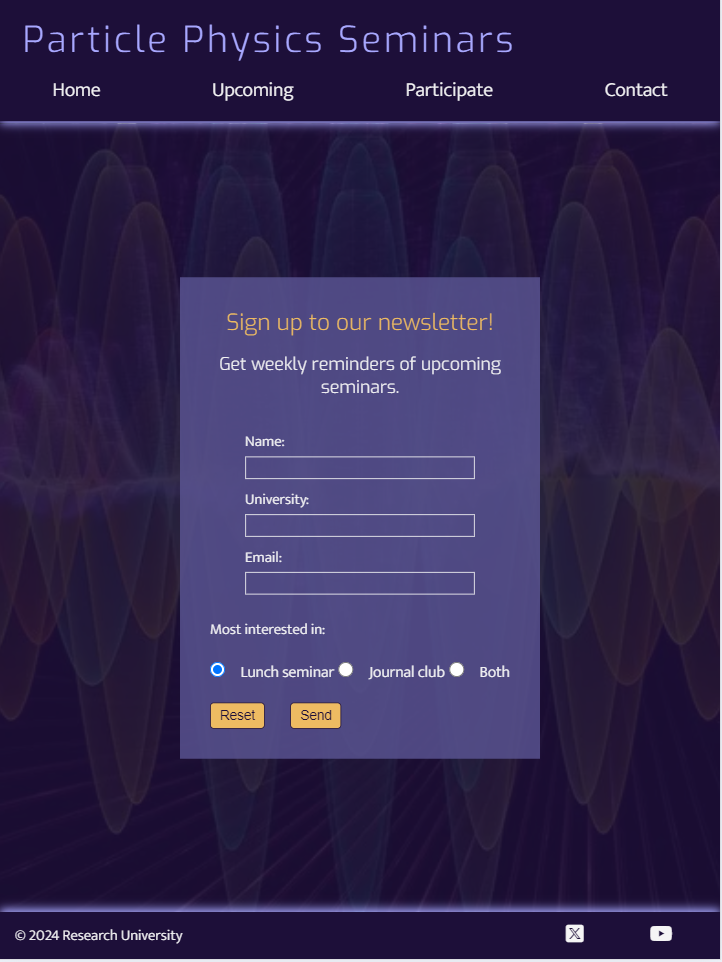 Particle Physics Seminars
Home Upcoming Participate Contact
Sign up to our newsletter!
Get weekly reminders of upcoming
seminars.
Name:
University:
Email:
Most interested in:
Lunch seminar Journal club Both
Reset Send
© 2024 Research University